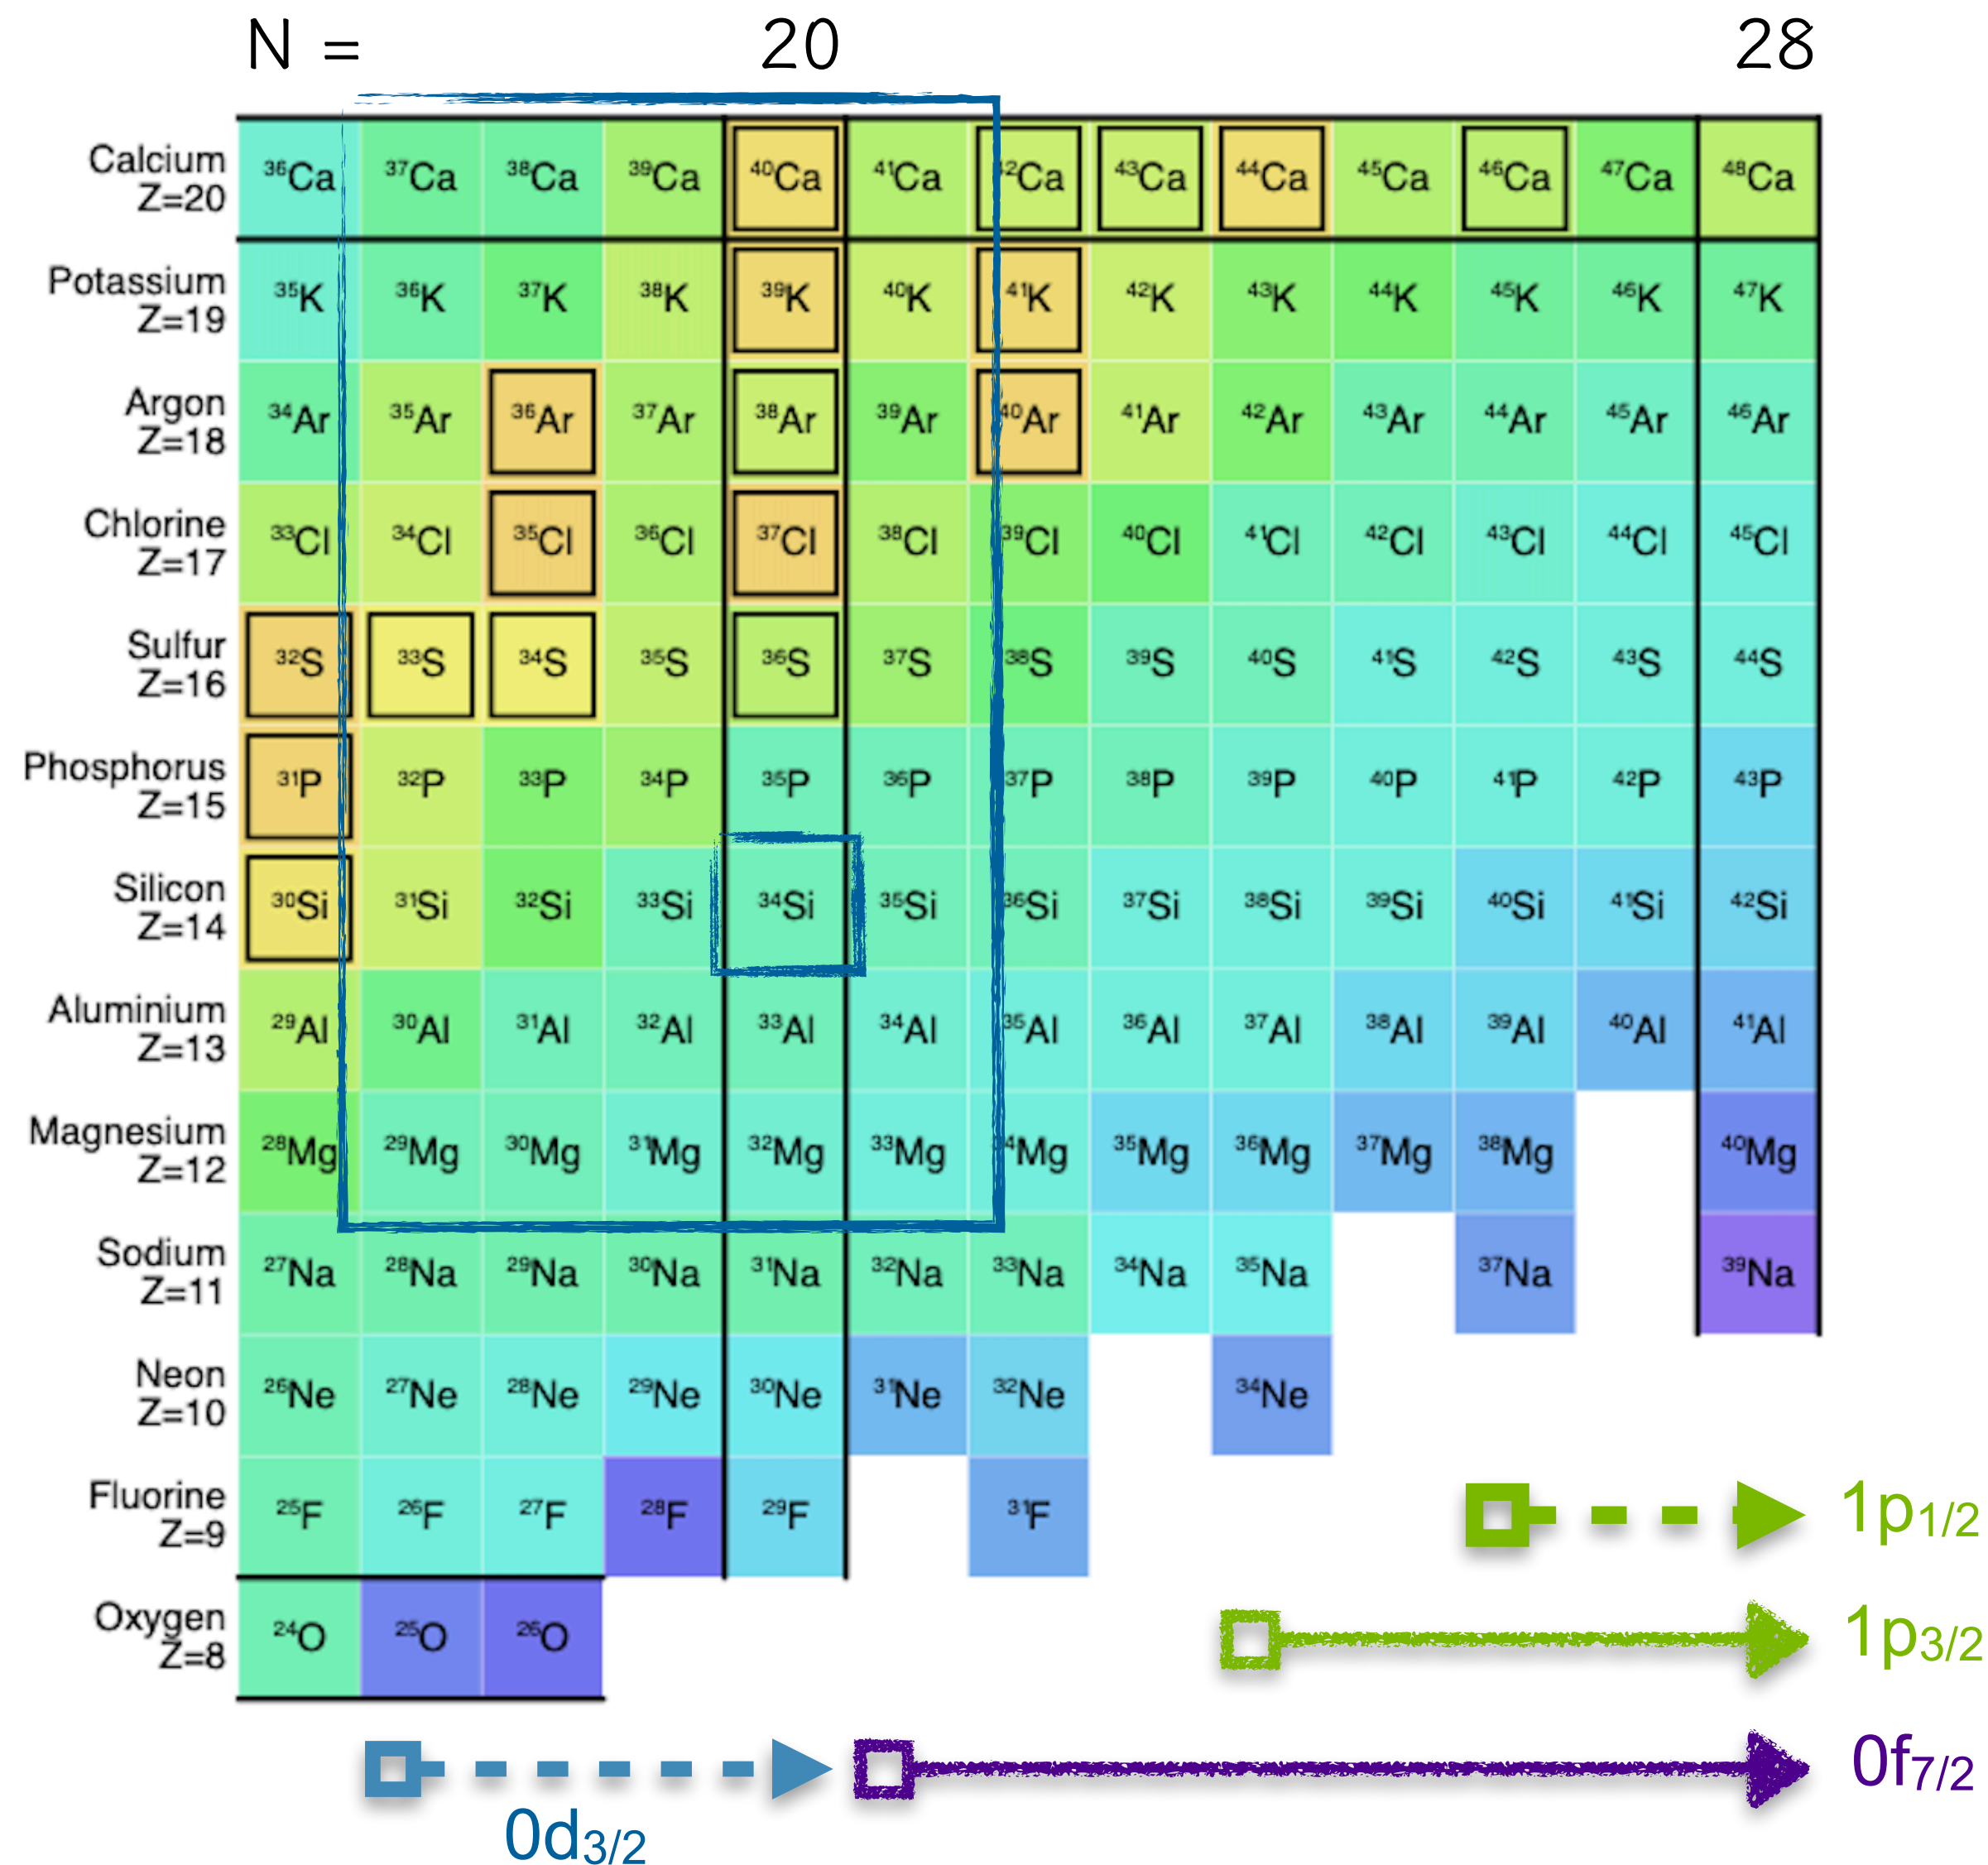 N = 20 28
Calcium
Z=20
36Ca 37Ca 38Ca 39Ca 40Ca 41Ca 42Ca 43Ca 44Ca 45Ca 46Ca 47Ca 48Ca
Potassium
Z=19
35K 36K 37K 38K 39K 40K 41K 42K 43K 44K 45K 46K 47K
Argon
Z=18
34Ar 35Ar 36Ar 37Ar 38Ar 39Ar 40Ar 41Ar 42Ar 43Ar 44Ar 45Ar 46Ar
Chlorine
Z=17
33Cl 34Cl 35Cl 36Cl 37Cl 38Cl 39Cl 40Cl 41Cl 42Cl 43Cl 44Cl 45Cl
Sulfur
Z=16
32S 33S 34S 35S 36S 37S 38S 39S 40S 41S 42S 43S 44S
Phosphorus
Z=15
31P 32P 33P 34P 35P 36P 37P 38P 39P 40P 41P 42P 43P
Silicon
Z=14
30Si 31Si 32Si 33Si 34Si 35Si 36Si 37Si 38Si 39Si 40Si 41Si 42Si
Aluminium
Z=13
29Al 30Al 31Al 32Al 33Al 34Al 35Al 36Al 37Al 38Al 39Al 40Al 41Al
Magnesium
Z=12
28Mg 29Mg 30Mg 31Mg 32Mg 33Mg 34Mg 35Mg 36Mg 37Mg 38Mg 40Mg
Sodium
Z=11
27Na 28Na 29Na 30Na 31Na 32Na 33Na 34Na 35Na 37Na 39Na
Neon
Z=10
26Ne 27Ne 28Ne 29Ne 30Ne 31Ne 32Ne 34Ne
Fluorine
Z=9
25F 26F 27F 28F 29F 31F
1p1/2
Oxygen
Z=8
24O 25O 26O
1p3/2
0f7/2
0d3/2